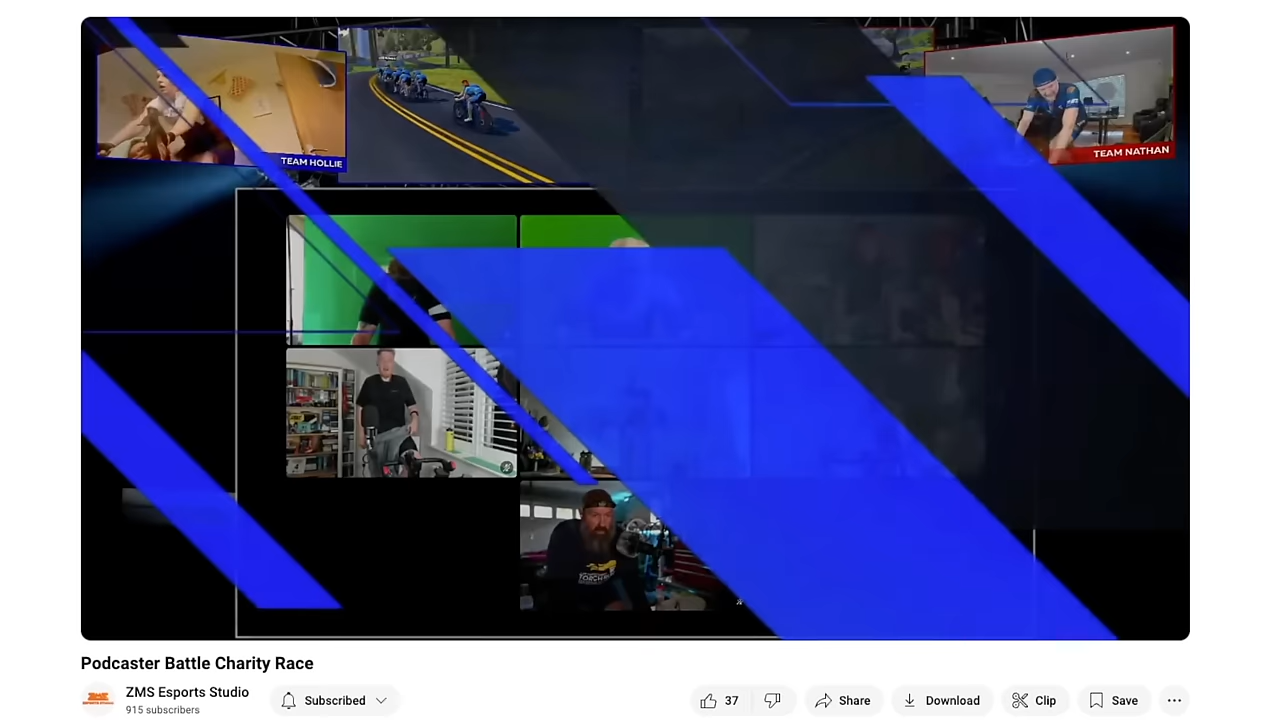 TEAM HOLLIE
TEAM NATHAN
Podcaster Battle Charity Race
ZMS Esports Studio
915 subscribers
Subscribed
37
Share
Download
Clip
Save